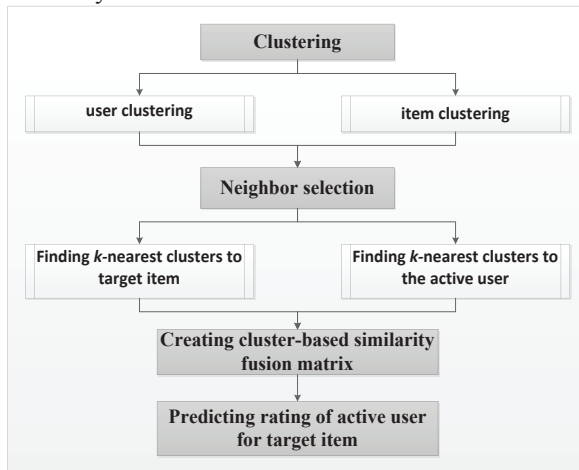 Clustering
user clustering
item clustering
Neighbor selection
Finding k-nearest clusters to
target item
Finding k-nearest clusters to
the active user
Creating cluster-based similarity
fusion matrix
Predicting rating of active user
for target item